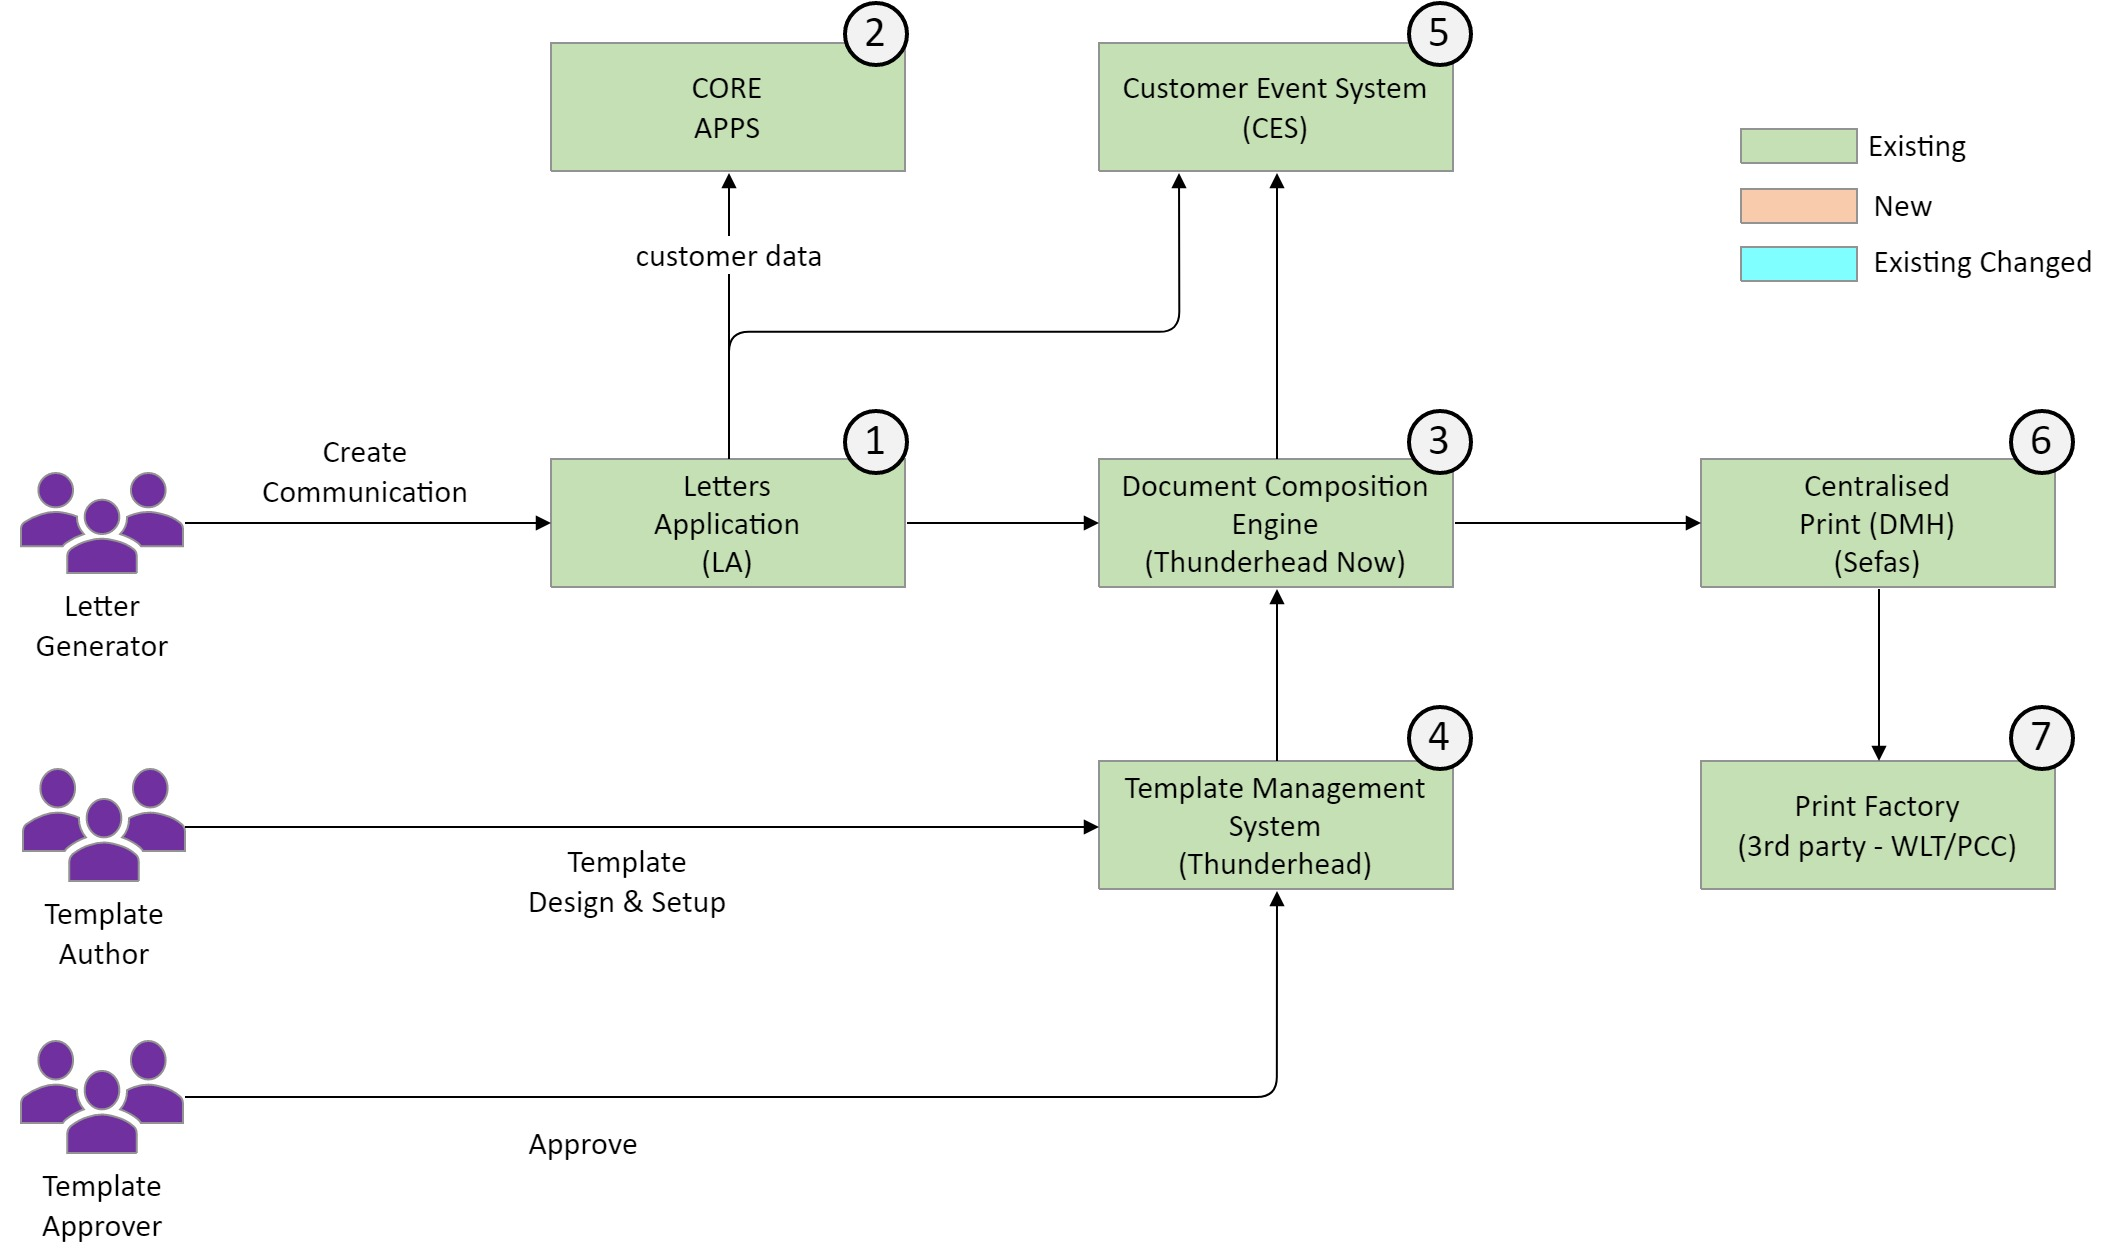 2
CORE
APPS
5
Customer Event System
(CES)
Existing
New
Existing Changed
customer data
Create
Communication
1
Letters
Application
(LA)
3
Document Composition
Engine
(Thunderhead Now)
6
Centralised
Print (DMH)
(Sefas)
Letter
Generator
4
Template Management
System
(Thunderhead)
7
Print Factory
(3rd party - WLT/PCC)
Template
Design & Setup
Template
Author
Approve
Template
Approver